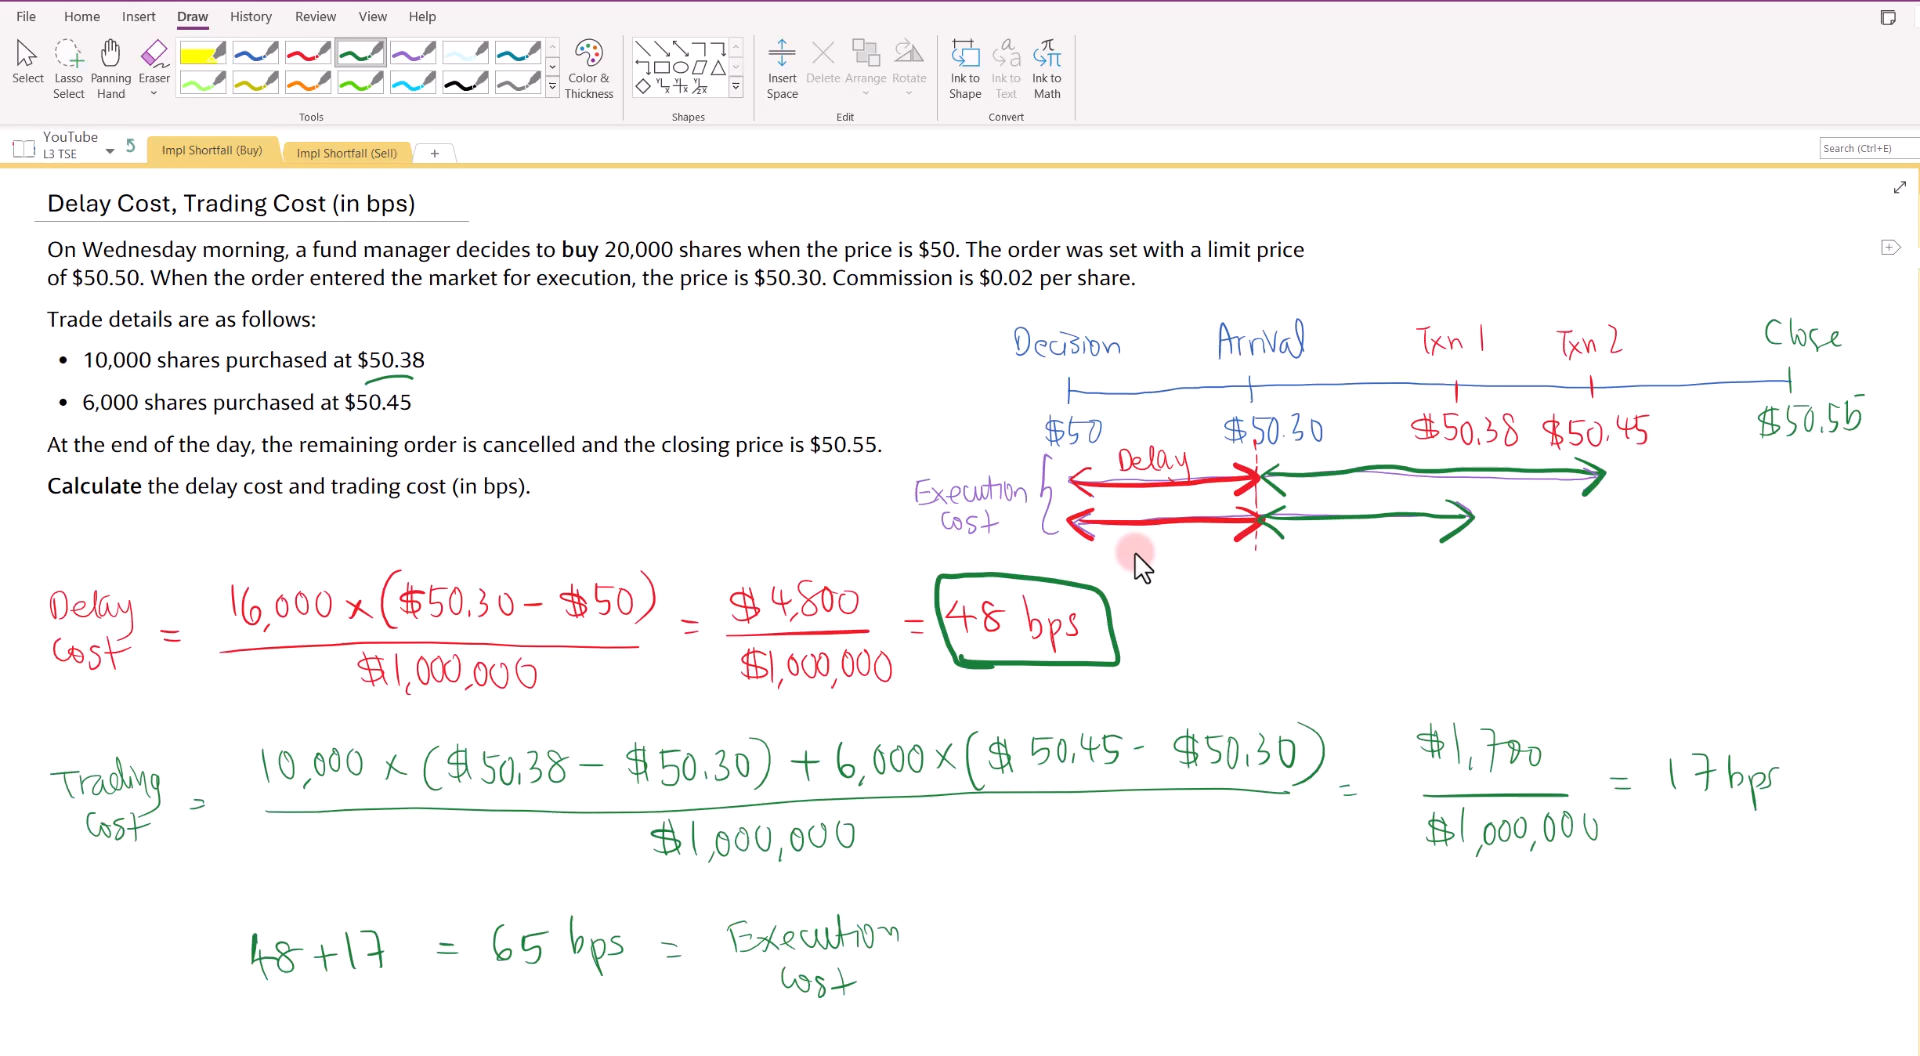 File Home Insert Draw History Review View Help
Select Lasso Select Panning Hand Eraser Color & Thickness Insert Space Delete Arrange Rotate Ink to Shape Ink to Text Ink to Math
Tools Shapes Edit Convert
YouTube
L3 TSE
Impl Shortfall (Buy) Impl Shortfall (Sell) +
Search (Ctrl+E)
Delay Cost, Trading Cost (in bps)
On Wednesday morning, a fund manager decides to buy 20,000 shares when the price is $50. The order was set with a limit price
of $50.50. When the order entered the market for execution, the price is $50.30. Commission is $0.02 per share.
Trade details are as follows:
• 10,000 shares purchased at $50.38
• 6,000 shares purchased at $50.45
At the end of the day, the remaining order is cancelled and the closing price is $50.55.
Calculate the delay cost and trading cost (in bps).
Decision Arrival Txn 1 Txn 2 Close
$50 $50.30 $50.38 $50.45 $50.55
Delay
Execution
Cost
Delay
Cost
= 16,000 × ($50.30 - $50) = $4,800 = 48 bps
$1,000,000 $1,000,000
Trading
Cost
= 10,000 × ($50.38 - $50.30) + 6,000 × ($50.45 - $50.30) = $1,700 = 17 bps
$1,000,000 $1,000,000
48 + 17 = 65 bps = Execution
Cost